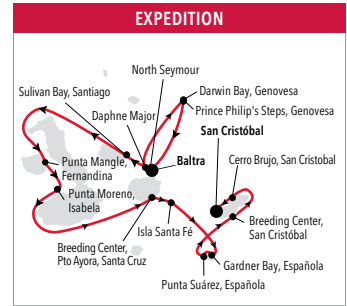 EXPEDITION
North Seymour
Sulivan Bay, Santiago
Darwin Bay, Genovesa
Daphne Major
Prince Philip's Steps, Genovesa
San Cristóbal
Baltra
Cerro Brujo, San Cristobal
Punta Mangle,
Fernandina
Punta Moreno,
Isabela
Isla Santa Fé
Breeding Center,
San Cristóbal
Breeding Center,
Pto Ayora, Santa Cruz
Gardner Bay, Española
Punta Suárez, Española